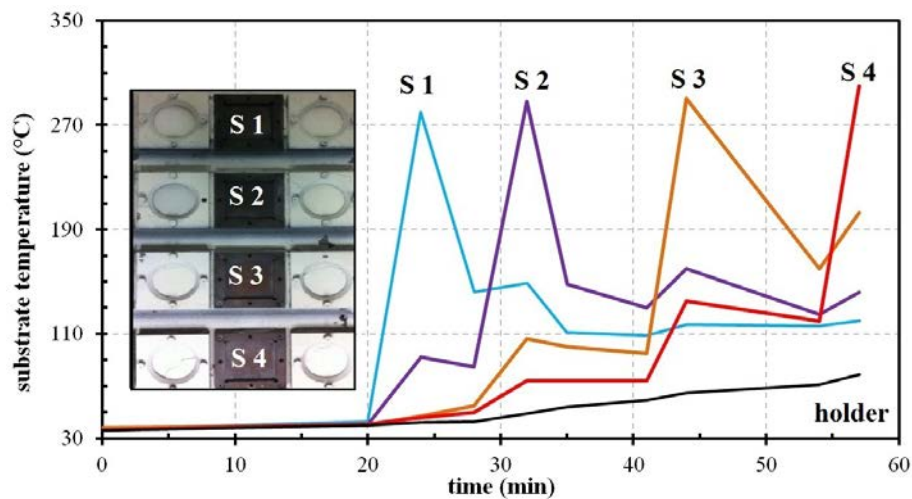 350
270
190
110
30
substrate temperature (°C)
S 1
S 2
S 3
S 4
S 1
S 2
S 3
S 4
holder
0
10
20
30
40
50
60
time (min)